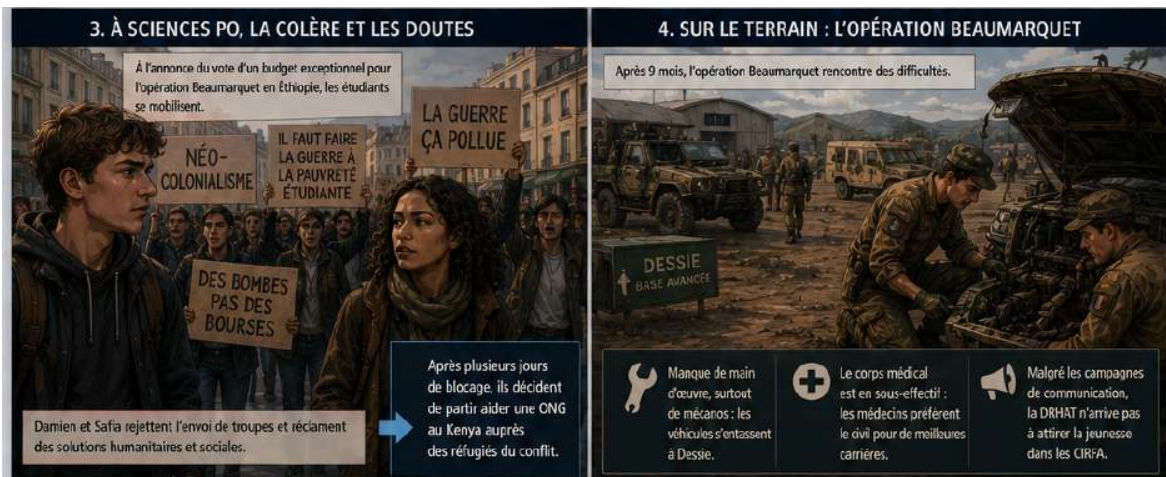 3. À SCIENCES PO, LA COLÈRE ET LES DOUTES
À l'annonce du vote d'un budget exceptionnel pour
l'opération Beaumarquet en Éthiopie, les étudiants
se mobilisent.
NÉO-
COLONIALISME
IL FAUT FAIRE
LA GUERRE À
LA PAUVRETÉ
ÉTUDIANTE
LA GUERRE
ÇA POLLUE
DES BOMBES
PAS DES
BOURSES
Damien et Safia rejettent l'envoi de troupes et réclament
des solutions humanitaires et sociales.
Après plusieurs jours
de blocage, ils décident
de partir aider une ONG
au Kenya auprès
des réfugiés du conflit.
4. SUR LE TERRAIN : L'OPÉRATION BEAUMARQUET
Après 9 mois, l'opération Beaumarquet rencontre des difficultés.
DESSIE
BASE AVANCÉE
Manque de main
d'œuvre, surtout
de mécanos : les
véhicules s'entassent
à Dessie.
Le corps médical
est en sous-effectif :
les médecins préfèrent
le civil pour de meilleures
carrières.
Malgré les campagnes
de communication,
la DRHAT n'arrive pas
à attirer la jeunesse
dans les CIRFA.